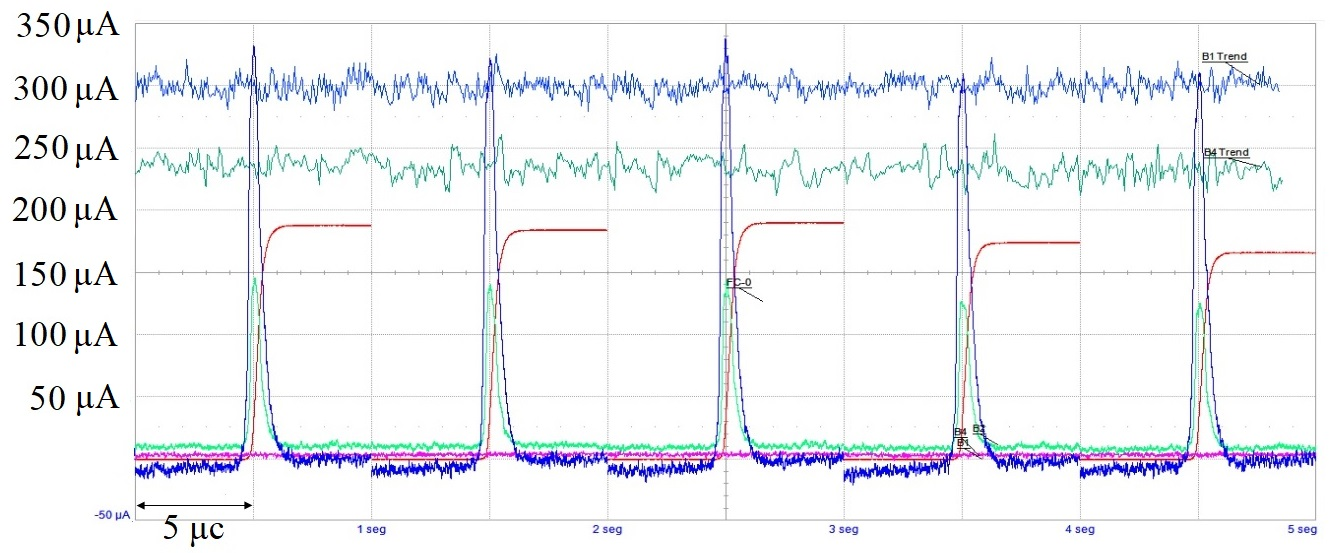 350 μA
300 μA
250 μA
200 μA
150 μA
100 μA
50 μA
-50 μA
B1 Trend
B4 Trend
FC-0
B4 B2
B1
5 μc
1 seg
2 seg
3 seg
4 seg
5 seg